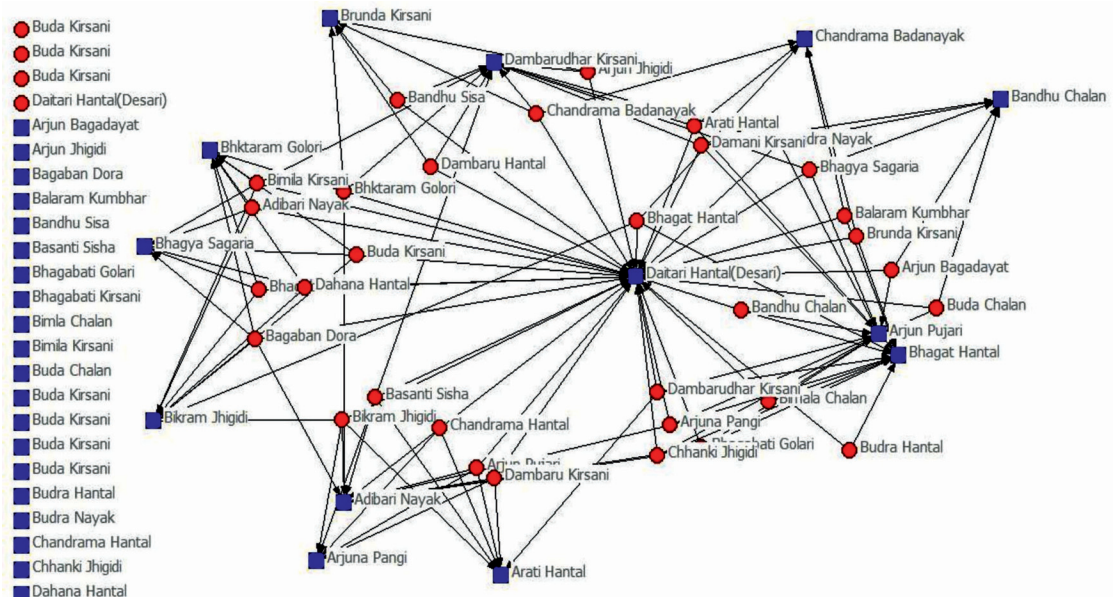 Buda Kirsani
Buda Kirsani
Buda Kirsani
Daitari Hantal(Desari)
Arjun Bagadayat
Arjun Jhigidi
Bagaban Dora
Balaram Kumbhar
Bandhu Sisa
Basanti Sisha
Bhagabati Golari
Bhagabati Kirsani
Bimla Chalan
Bimila Kirsani
Buda Chalan
Buda Kirsani
Buda Kirsani
Buda Kirsani
Buda Kirsani
Budra Hantal
Budra Nayak
Chandrama Hantal
Chhanki Jhigidi
Dahana Hantal
Brunda Kirsani
Chandrama Badanayak
Dambarudhar Kirsani
Arjun Jhigidi
Bandhu Sisa
Bandhu Chalan
Chandrama Badanayak
Arati Hantal
Damani Kirsani
Nayak
Bhktaram Golori
Dambaru Hantal
Bhagya Sagaria
Bimila Kirsani
Bhktaram Golori
Adibari Nayak
Bhagat Hantal
Balaram Kumbhar
Brunda Kirsani
Bhagya Sagaria
Buda Kirsani
Daitari Hantal(Desari)
Arjun Bagadayat
Dahana Hantal
Bandhu Chalan
Buda Chalan
Bagaban Dora
Arjun Pujari
Bhagat Hantal
Basanti Sisha
Dambarudhar Kirsani
Bimala Chalan
Bikram Jhigidi
Bikram Jhigidi
Chandrama Hantal
Arjuna Pangi
Bhagabati Golari
Budra Hantal
Chhanki Jhigidi
Arjun Pujari
Dambaru Kirsani
Adibari Nayak
Arjuna Pangi
Arati Hantal